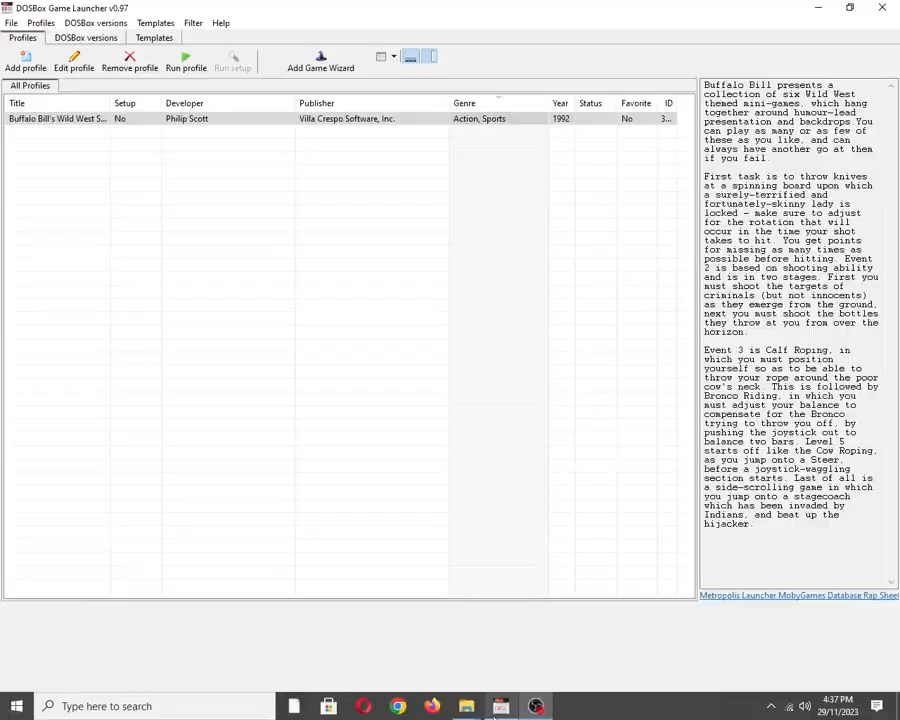 DOSBox Game Launcher v0.97
File Profiles DOSBox versions Templates Filter Help
Profiles DOSBox versions Templates
Add profile Edit profile Remove profile Run profile Run setup Add Game Wizard
All Profiles
Title Setup Developer Publisher Genre Year Status Favorite ID
Buffalo Bill's Wild West S... No Philip Scott Villa Crespo Software, Inc. Action, Sports 1992 No 3...
Buffalo Bill presents a
collection of six Wild West
themed mini-games, which hang
together around humour-lead
presentation and backdrops.You
can play as many or as few of
these as you like, and can
always have another go at them
if you fail.
First task is to throw knives
at a spinning board upon which
a surely-terrified and
fortunately-skinny lady is
locked - make sure to adjust
for the rotation that will
occur in the time your shot
takes to hit. You get points
for missing as many times as
possible before hitting. Event
2 is based on shooting ability
and is in two stages. First you
must shoot the targets of
criminals (but not innocents)
as they emerge from the ground,
next you must shoot the bottles
they throw at you from over the
horizon.
Event 3 is Calf Roping, in
which you must position
yourself so as to be able to
throw your rope around the poor
cow's neck. This is followed by
Bronco Riding, in which you
must adjust your balance to
compensate for the Bronco
trying to throw you off, by
pushing the joystick out to
balance two bars. Level 5
starts off like the Cow Roping,
as you jump onto a Steer,
before a joystick-waggling
section starts. Last of all is
a side-scrolling game in which
you jump onto a stagecoach
which has been invaded by
Indians, and beat up the
hijacker.
Metropolis Launcher MobyGames Database Rap Sheet
Type here to search
4:37 PM
29/11/2023